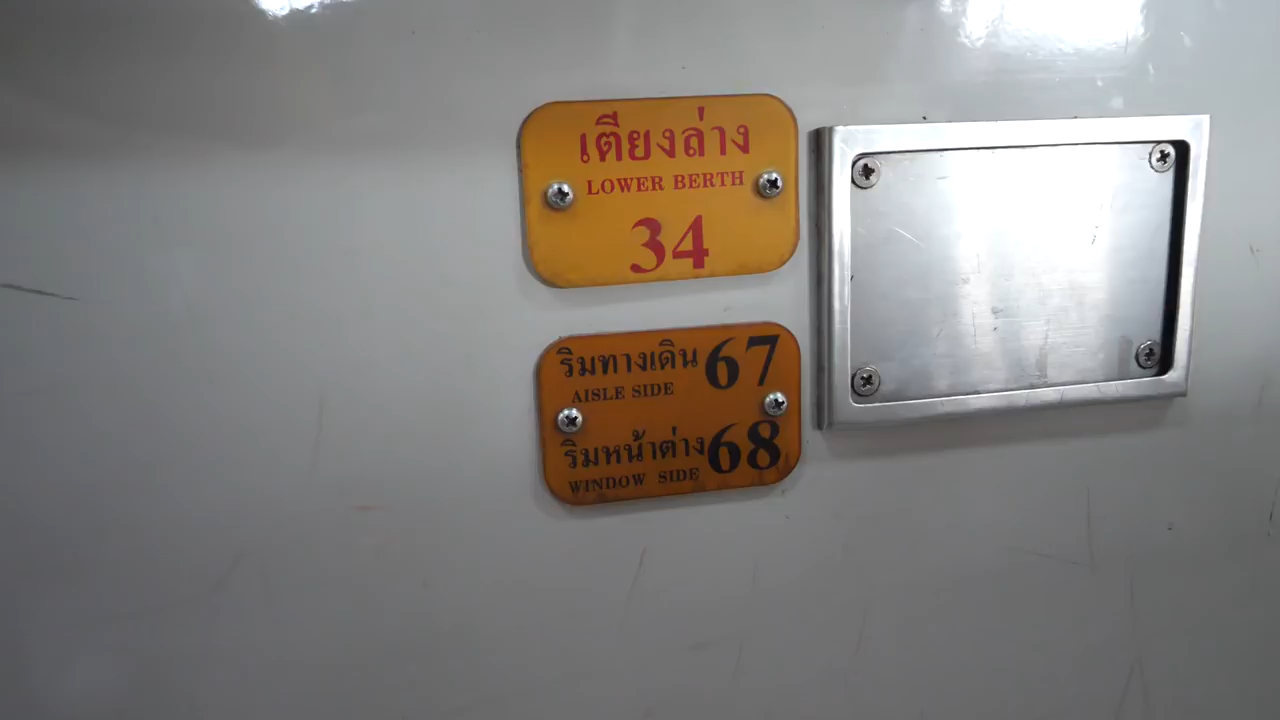 เตียงล่าง
LOWER BERTH
34
ริมทางเดิน 67
AISLE SIDE
ริมหน้าต่าง 68
WINDOW SIDE